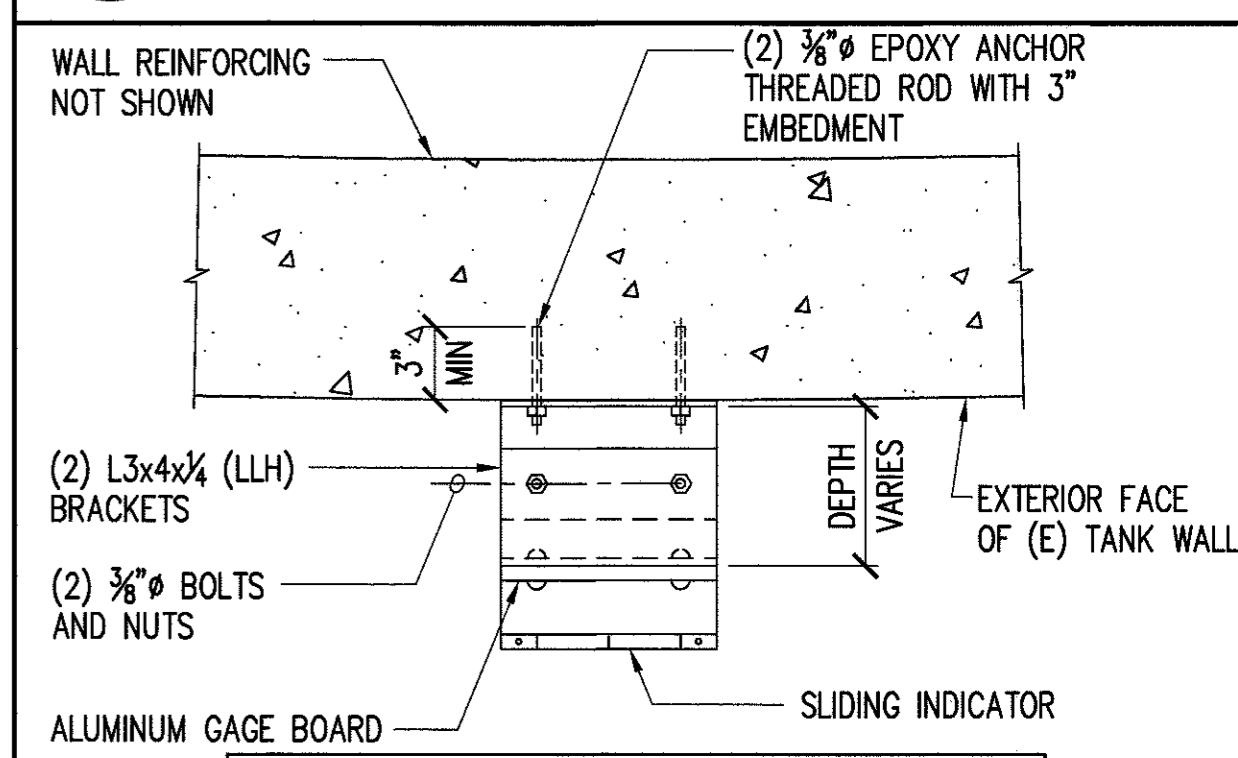 WALL REINFORCING
NOT SHOWN
(2) ⅜"ø EPOXY ANCHOR
THREADED ROD WITH 3"
EMBEDMENT
3"
MIN
(2) L3x4x¼ (LLH)
BRACKETS
DEPTH
VARIES
EXTERIOR FACE
OF (E) TANK WALL
(2) ⅜"ø BOLTS
AND NUTS
SLIDING INDICATOR
ALUMINUM GAGE BOARD